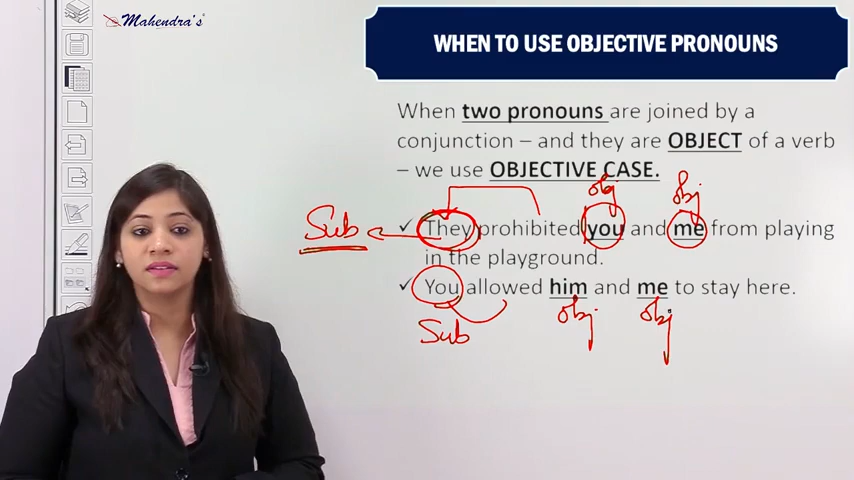 Mahendra's
WHEN TO USE OBJECTIVE PRONOUNS
When two pronouns are joined by a
conjunction – and they are OBJECT of a verb
– we use OBJECTIVE CASE.
obj obj
Sub
✓ They prohibited you and me from playing
in the playground.
✓ You allowed him and me to stay here.
Sub obj obj